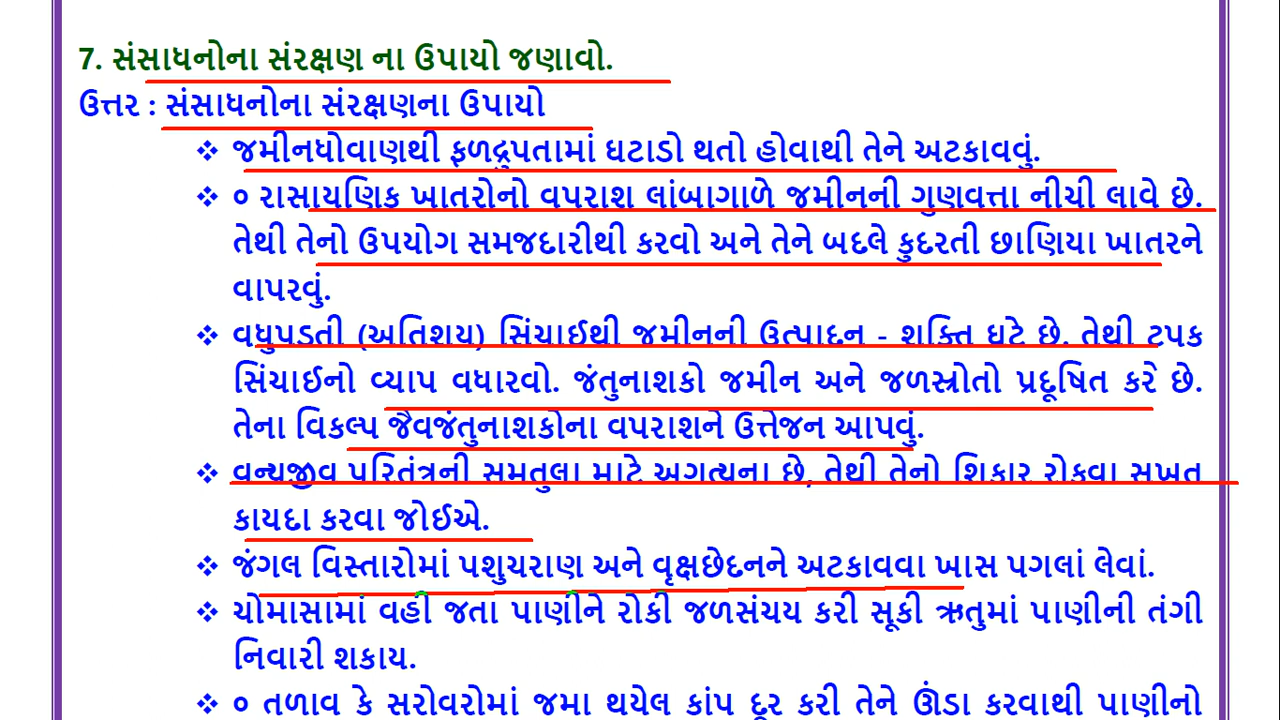 7. સંસાધનોના સંરક્ષણ ના ઉપાયો જણાવો.
ઉત્તર : સંસાધનોના સંરક્ષણના ઉપાયો
❖ જમીનધોવાણથી ફળદ્રુપતામાં ઘટાડો થતો હોવાથી તેને અટકાવવું.
❖ ૦ રાસાયણિક ખાતરોનો વપરાશ લાંબાગાળે જમીનની ગુણવત્તા નીચી લાવે છે.
તેથી તેનો ઉપયોગ સમજદારીથી કરવો અને તેને બદલે કુદરતી છાણિયા ખાતરને
વાપરવું.
❖ વધુપડતી (અતિશય) સિંચાઈથી જમીનની ઉત્પાદન - શક્તિ ઘટે છે. તેથી ટપક
સિંચાઈનો વ્યાપ વધારવો. જંતુનાશકો જમીન અને જળસ્ત્રોતો પ્રદૂષિત કરે છે.
તેના વિકલ્પ જૈવજંતુનાશકોના વપરાશને ઉત્તેજન આપવું.
❖ વન્યજીવ પરિતંત્રની સમતુલા માટે અગત્યના છે, તેથી તેનો શિકાર રોકવા સખત
કાયદા કરવા જોઈએ.
❖ જંગલ વિસ્તારોમાં પશુચરાણ અને વૃક્ષછેદનને અટકાવવા ખાસ પગલાં લેવાં.
❖ ચોમાસામાં વહી જતા પાણીને રોકી જળસંચય કરી સૂકી ઋતુમાં પાણીની તંગી
નિવારી શકાય.
❖ ૦ તળાવ કે સરોવરોમાં જમા થયેલ કાંપ દૂર કરી તેને ઊંડા કરવાથી પાણીનો